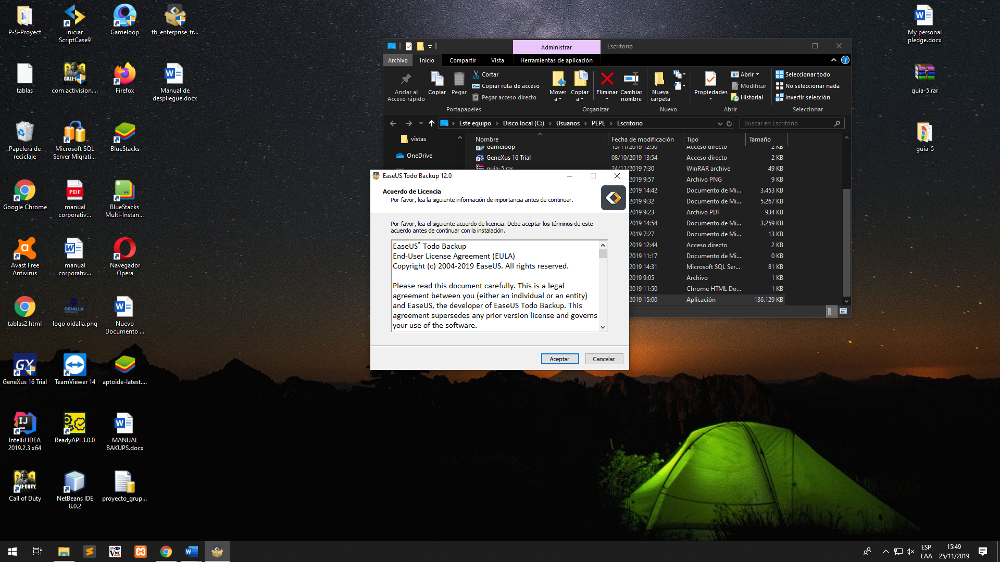 P-S-Proyect
Iniciar
ScriptCase9
Gameloop
tb_enterprise_tr...
tablas
com.activision....
Firefox
Manual de
despliegue.docx
Papelera de
reciclaje
Microsoft SQL
Server Migrati...
BlueStacks
Google Chrome
PDF
manual
corporativ...
BlueStacks
Multi-Instan...
Avast Free
Antivirus
manual
corporativ...
Navegador
Opera
tablas2.html
OIDALLA
Company
logo oidalla.png
Nuevo
Documento ...
GX
GeneXus 16 Trial
TeamViewer 14
aptoide-latest....
IJ
IntelliJ IDEA
2019.2.3 x64
ReadyAPI 3.0.0
MANUAL
BAKUPS.docx
CALL OF DUTY
Call of Duty
NetBeans IDE
8.0.2
proyecto_grup...
My personal
pledge.docx
guia-5.rar
guia-5
Administrar
Escritorio
Archivo
Inicio
Compartir
Vista
Herramientas de aplicación
Anclar al
Acceso rápido
Copiar
Pegar
Cortar
Copiar ruta de acceso
Pegar acceso directo
Portapapeles
Mover
a
Copiar
a
Eliminar
Cambiar
nombre
Organizar
Nueva
carpeta
Nuevo
Propiedades
Abrir
Modificar
Historial
Abrir
Seleccionar todo
No seleccionar nada
Invertir selección
Seleccionar
Este equipo > Disco local (C:) > Usuarios > PEPE > Escritorio
Buscar en Escritorio
vistas
OneDrive
Nombre Fecha de modificación Tipo Tamaño
Gameloop 15/11/2019 12:50 Acceso directo 2 KB
GeneXus 16 Trial 08/10/2019 13:54 Acceso directo 2 KB
guia-5.rar 24/11/2019 7:30 WinRAR archive 49 KB
2019 9:57 Archivo PNG 9 KB
2019 14:42 Documento de Mi... 3.453 KB
2019 9:32 Documento de Mi... 5.267 KB
2019 9:23 Archivo PDF 934 KB
2019 14:54 Documento de Mi... 3.259 KB
2019 7:27 Documento de Mi... 13 KB
2019 12:44 Acceso directo 2 KB
2019 11:17 Documento de Mi... 0 KB
2019 14:31 Microsoft SQL Ser... 81 KB
2019 9:05 Archivo 1 KB
2019 11:50 Chrome HTML Do... 1 KB
2019 15:00 Aplicación 136.129 KB
EaseUS Todo Backup 12.0
Acuerdo de Licencia
Por favor, lea la siguiente información de importancia antes de continuar.
Por favor, lea el siguiente acuerdo de licencia. Debe aceptar los términos de este
acuerdo antes de continuar con la instalación.
EaseUS® Todo Backup
End-User License Agreement (EULA)
Copyright (c) 2004-2019 EaseUS. All rights reserved.
Please read this document carefully. This is a legal
agreement between you (either an individual or an entity)
and EaseUS, the developer of EaseUS Todo Backup. This
agreement supersedes any prior version license and governs
your use of the software.
Aceptar
Cancelar
VNC
ESP
LAA
15:49
25/11/2019